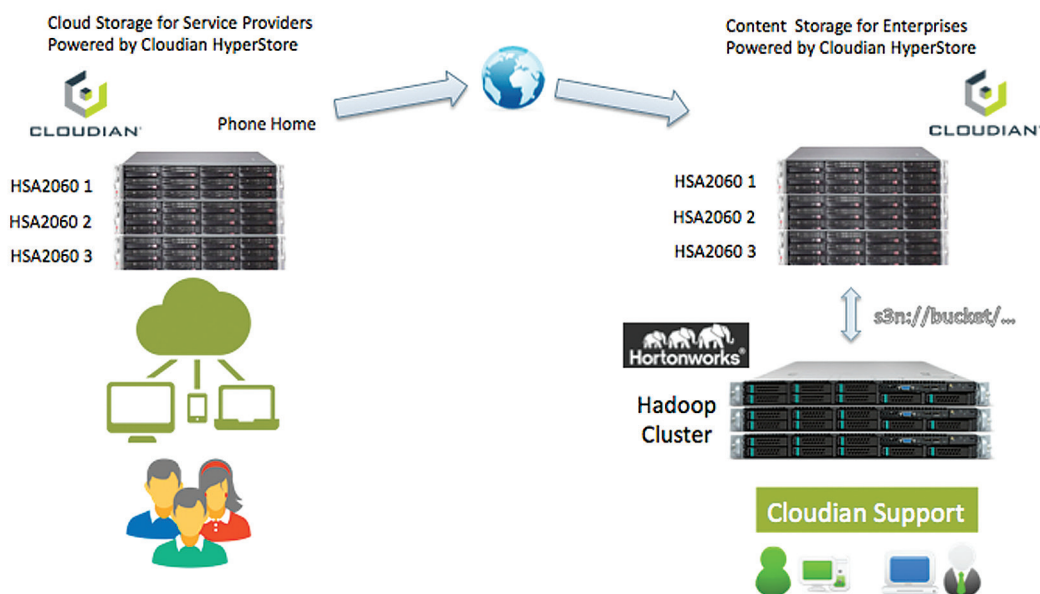 Cloud Storage for Service Providers
Powered by Cloudian HyperStore
CLOUDIAN®
Phone Home
HSA2060 1
HSA2060 2
HSA2060 3
Content Storage for Enterprises
Powered by Cloudian HyperStore
CLOUDIAN®
HSA2060 1
HSA2060 2
HSA2060 3
s3n://bucket/...
Hortonworks®
Hadoop
Cluster
Cloudian Support